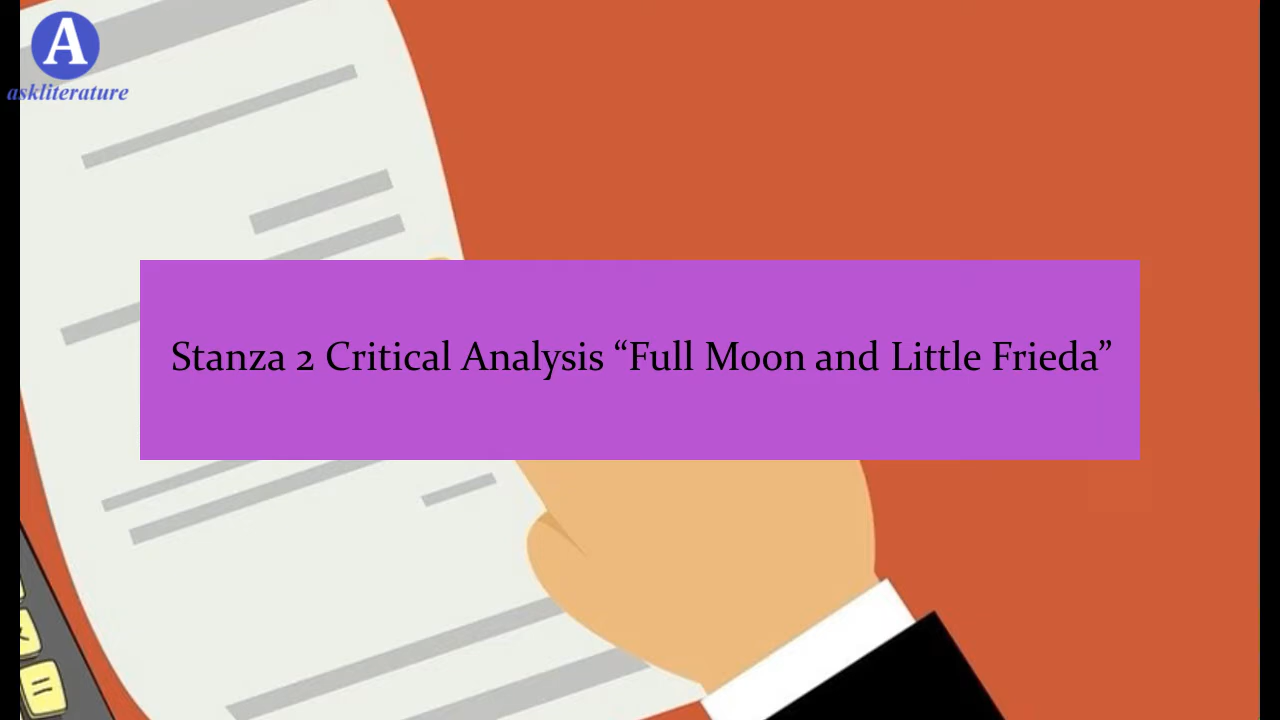 A
askliterature
Stanza 2 Critical Analysis “Full Moon and Little Frieda”